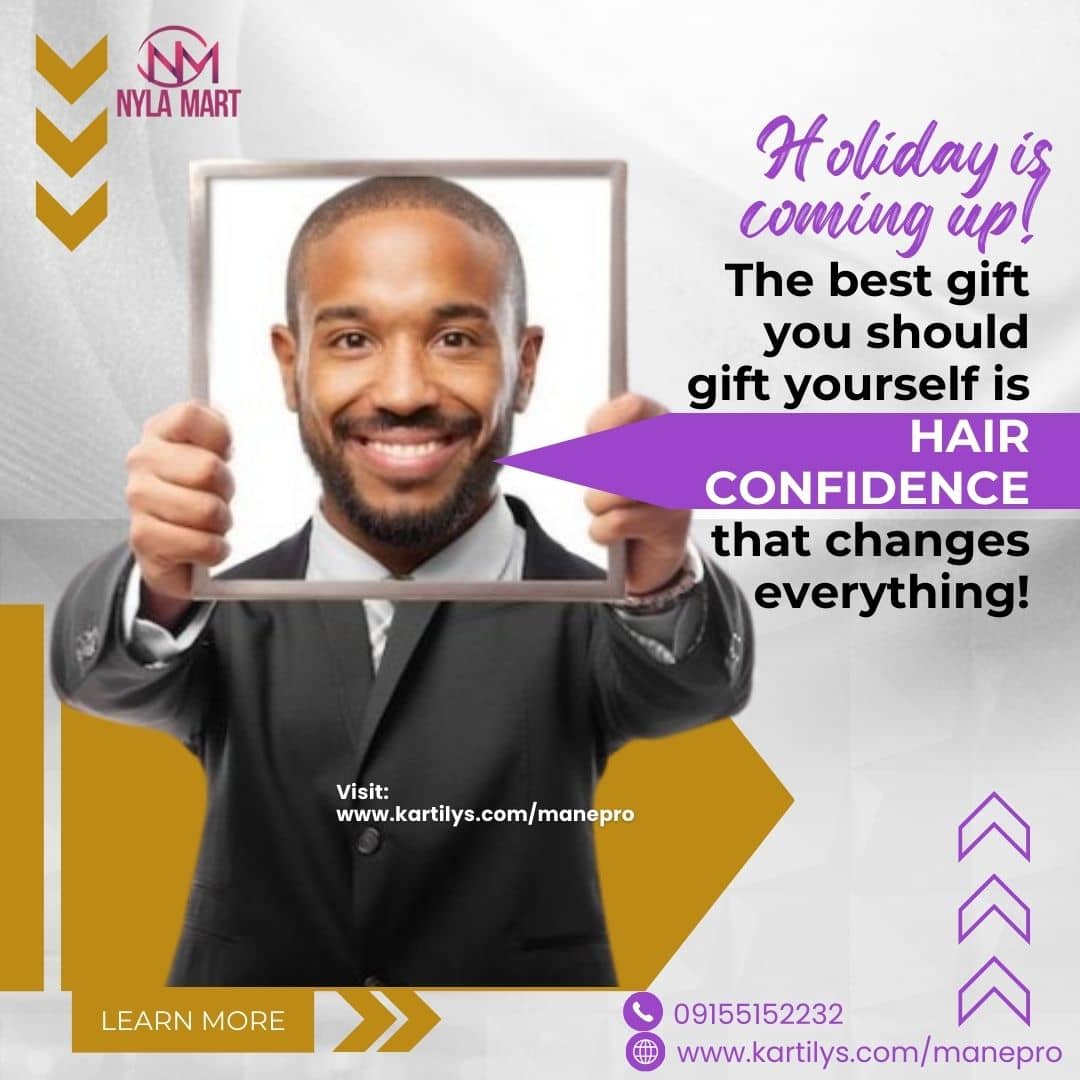 NM
NYLA MART
Holiday is
coming up!
The best gift
you should
gift yourself is
HAIR
CONFIDENCE
that changes
everything!
Visit:
www.kartilys.com/manepro
LEARN MORE
09155152232
www.kartilys.com/manepro